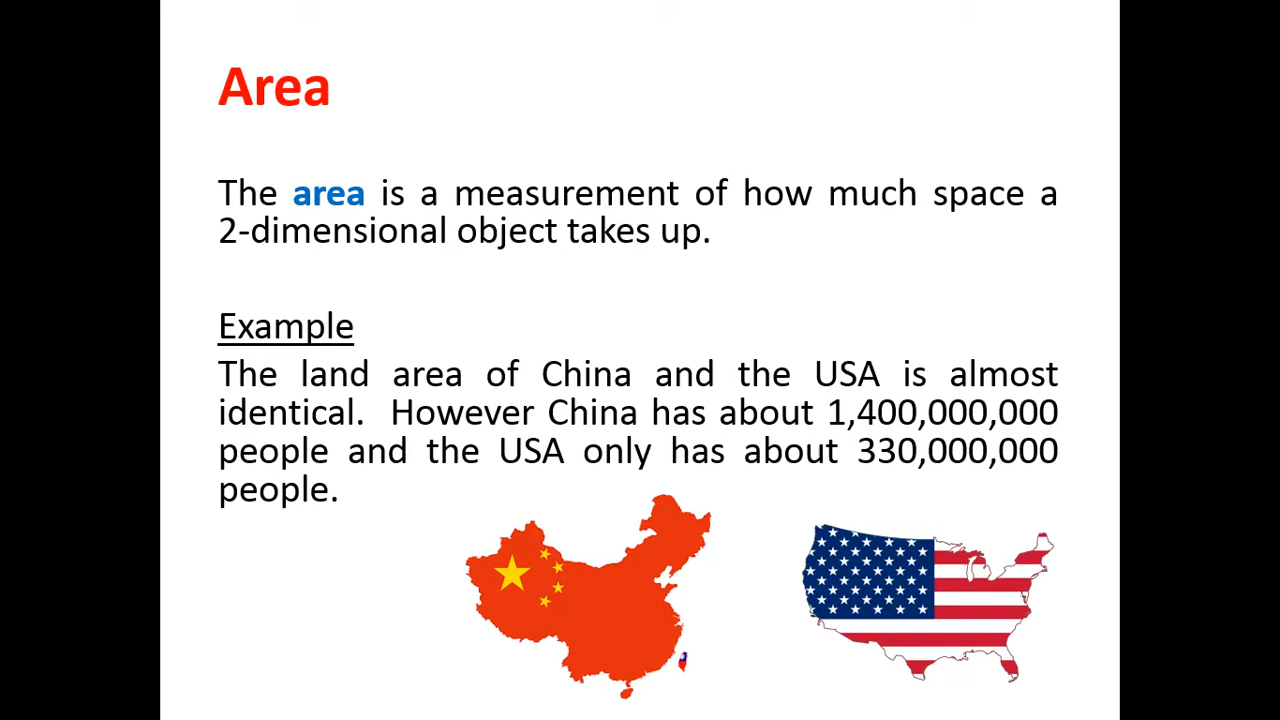 Area
The area is a measurement of how much space a
2-dimensional object takes up.
Example
The land area of China and the USA is almost
identical.  However China has about 1,400,000,000
people and the USA only has about 330,000,000
people.